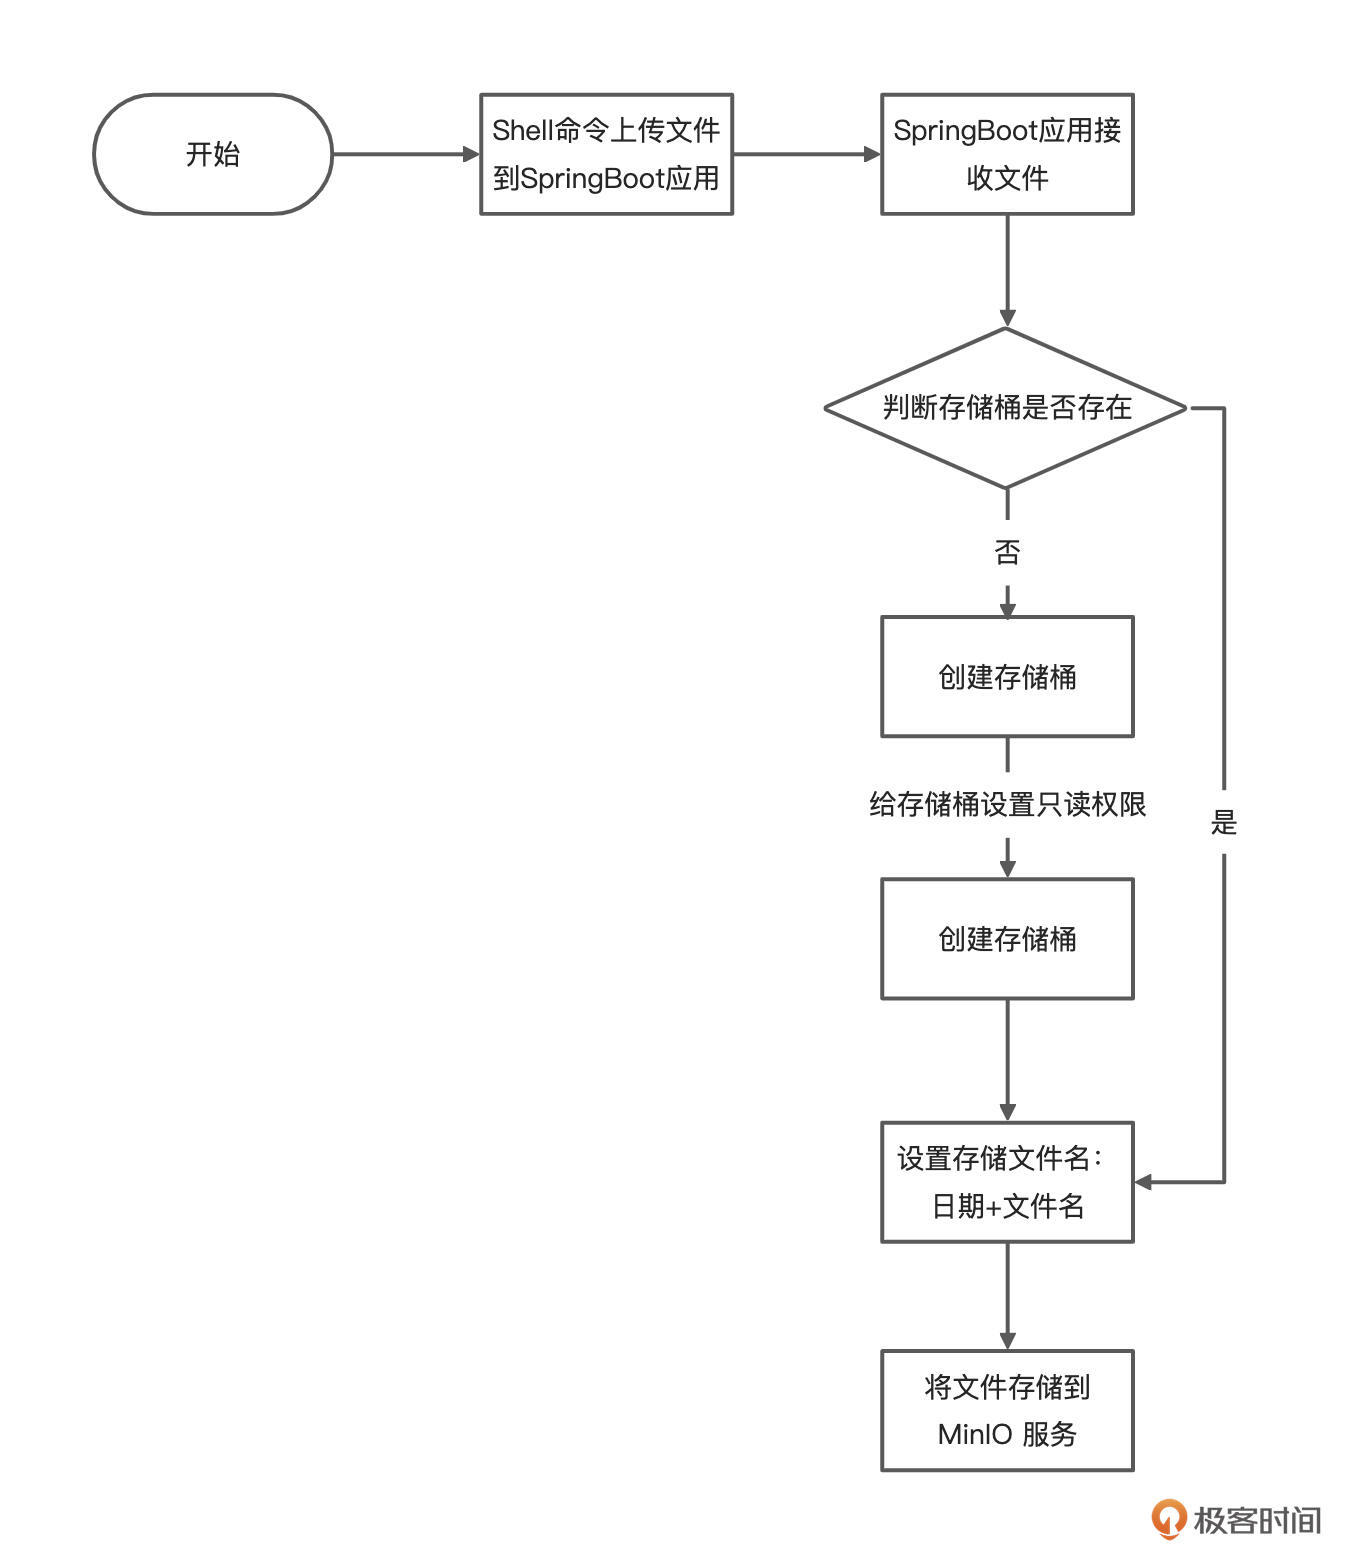 开始
Shell命令上传文件
到SpringBoot应用
SpringBoot应用接
收文件
判断存储桶是否存在
否
创建存储桶
给存储桶设置只读权限
是
创建存储桶
设置存储文件名：
日期+文件名
将文件存储到
MinIO 服务
极客时间